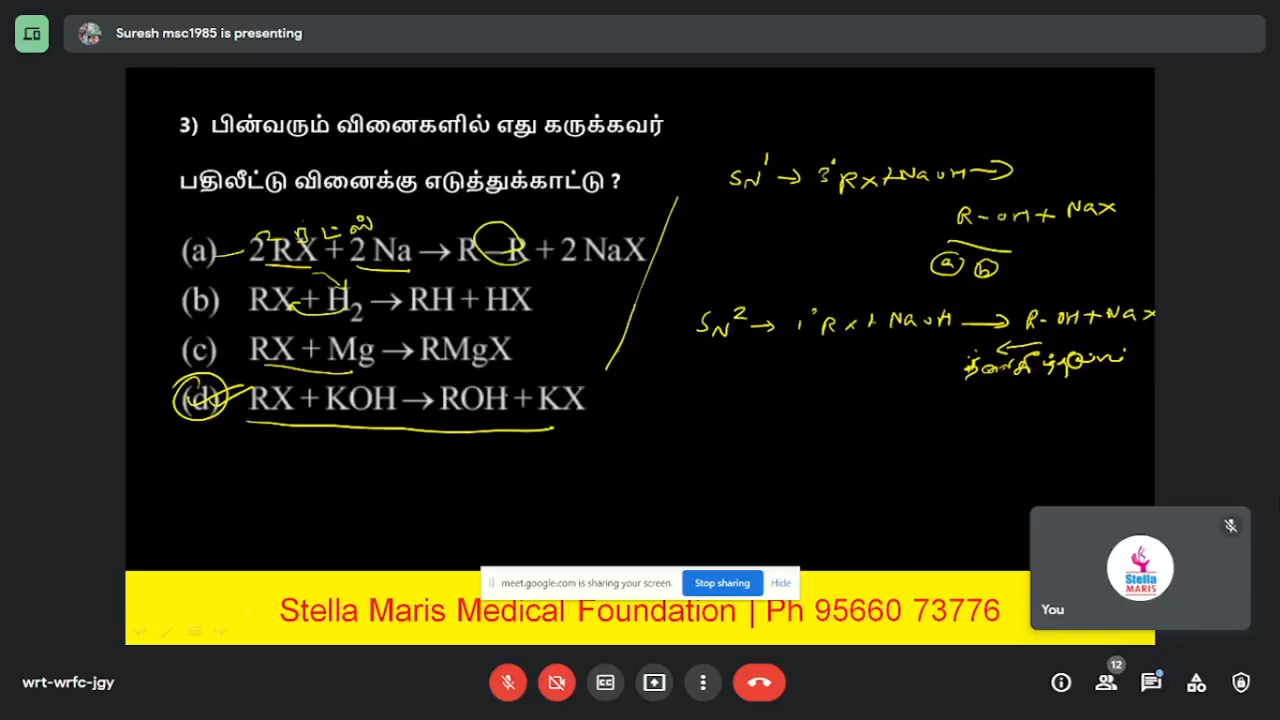 Suresh msc1985 is presenting
3) பின்வரும் வினைகளில் எது கருக்கவர்
பதிலீட்டு வினைக்கு எடுத்துக்காட்டு ?
(a) 2 RX + 2 Na → R – R + 2 NaX
(b) RX + H₂ → RH + HX
(c) RX + Mg → RMgX
(d) RX + KOH → ROH + KX
SN¹ → 3° RX + NaOH →
R-OH + NaX
a b
SN² → 1° RX + NaOH → R-OH + NaX
meet.google.com is sharing your screen. Stop sharing Hide
Stella Maris Medical Foundation | Ph 95660 73776
Stella
MARIS
You
wrt-wrfc-jgy
12